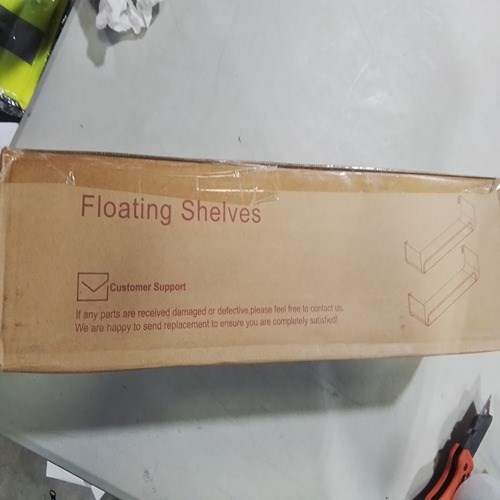 Floating Shelves
Customer Support
If any parts are received damaged or defective,please feel free to contact us.
We are happy to send replacement to ensure you are completely satisfied!